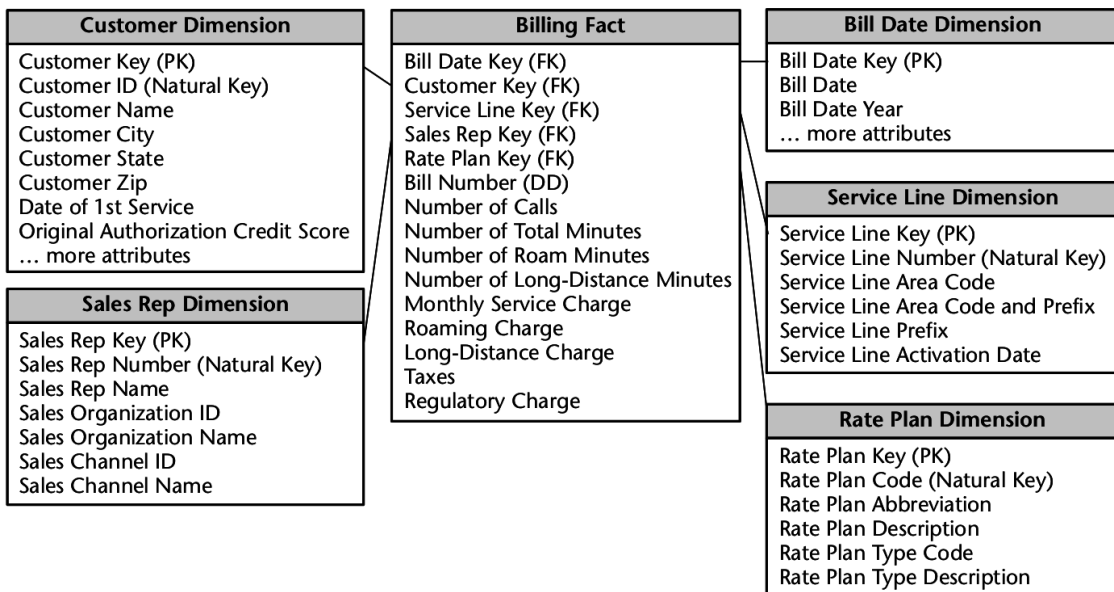 Customer Dimension
Customer Key (PK)
Customer ID (Natural Key)
Customer Name
Customer City
Customer State
Customer Zip
Date of 1st Service
Original Authorization Credit Score
... more attributes
Sales Rep Dimension
Sales Rep Key (PK)
Sales Rep Number (Natural Key)
Sales Rep Name
Sales Organization ID
Sales Organization Name
Sales Channel ID
Sales Channel Name
Billing Fact
Bill Date Key (FK)
Customer Key (FK)
Service Line Key (FK)
Sales Rep Key (FK)
Rate Plan Key (FK)
Bill Number (DD)
Number of Calls
Number of Total Minutes
Number of Roam Minutes
Number of Long-Distance Minutes
Monthly Service Charge
Roaming Charge
Long-Distance Charge
Taxes
Regulatory Charge
Bill Date Dimension
Bill Date Key (PK)
Bill Date
Bill Date Year
... more attributes
Service Line Dimension
Service Line Key (PK)
Service Line Number (Natural Key)
Service Line Area Code
Service Line Area Code and Prefix
Service Line Prefix
Service Line Activation Date
Rate Plan Dimension
Rate Plan Key (PK)
Rate Plan Code (Natural Key)
Rate Plan Abbreviation
Rate Plan Description
Rate Plan Type Code
Rate Plan Type Description